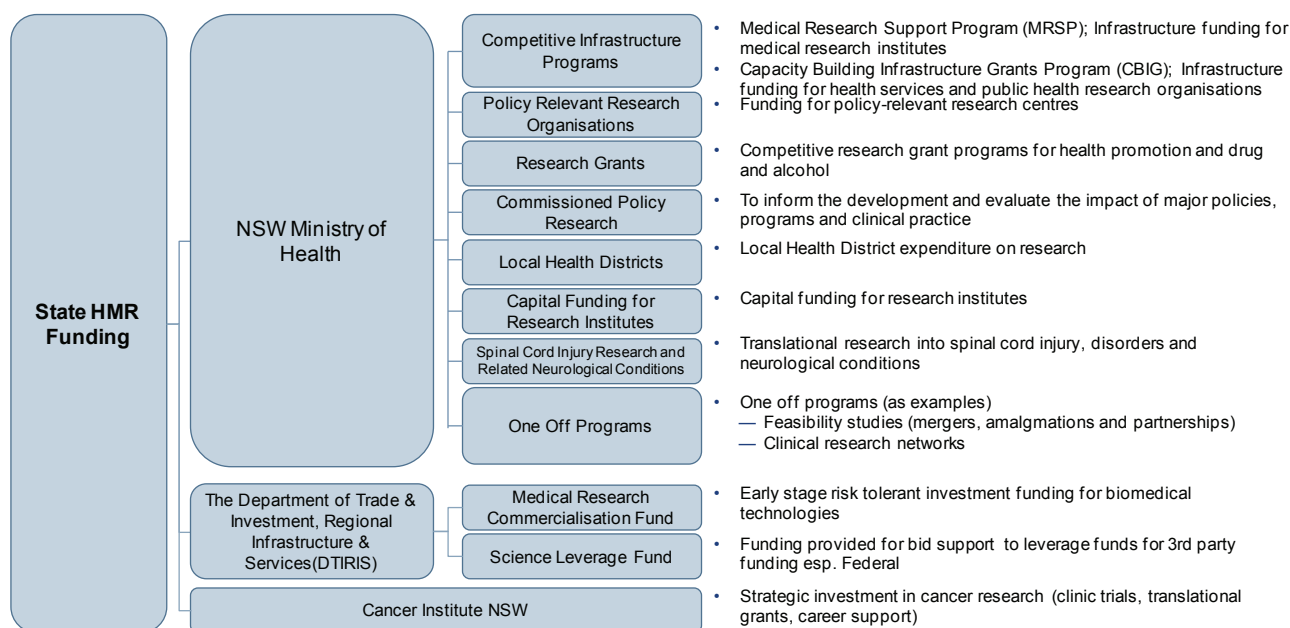 State HMR
Funding
NSW Ministry of
Health
Competitive Infrastructure
Programs
• Medical Research Support Program (MRSP); Infrastructure funding for
medical research institutes
• Capacity Building Infrastructure Grants Program (CBIG); Infrastructure
funding for health services and public health research organisations
Policy Relevant Research
Organisations
• Funding for policy-relevant research centres
Research Grants
• Competitive research grant programs for health promotion and drug
and alcohol
Commissioned Policy
Research
• To inform the development and evaluate the impact of major policies,
programs and clinical practice
Local Health Districts
• Local Health District expenditure on research
Capital Funding for
Research Institutes
• Capital funding for research institutes
Spinal Cord Injury Research and
Related Neurological Conditions
• Translational research into spinal cord injury, disorders and
neurological conditions
One Off Programs
• One off programs (as examples)
— Feasibility studies (mergers, amalgmations and partnerships)
— Clinical research networks
The Department of Trade &
Investment, Regional
Infrastructure &
Services(DTIRIS)
Medical Research
Commercialisation Fund
• Early stage risk tolerant investment funding for biomedical
technologies
Science Leverage Fund
• Funding provided for bid support to leverage funds for 3rd party
funding esp. Federal
Cancer Institute NSW
• Strategic investment in cancer research (clinic trials, translational
grants, career support)